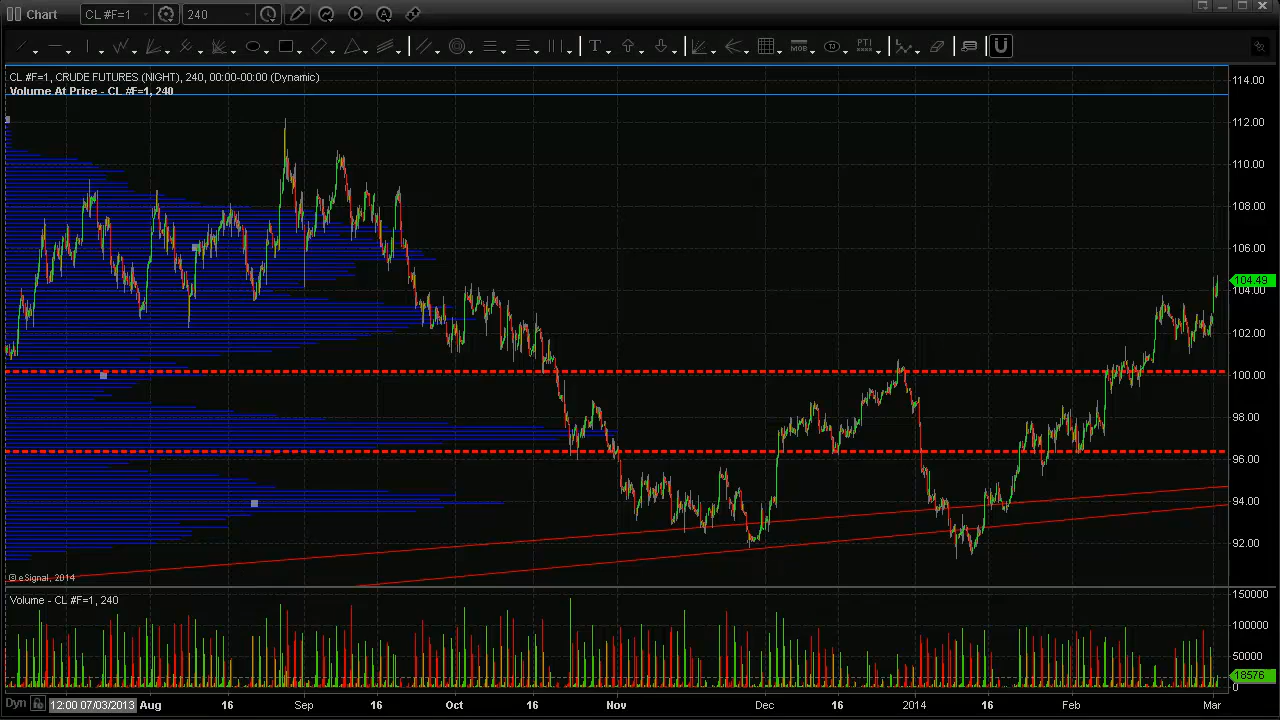 Chart CL #F=1 240
T MOB TJ PTI
CL #F=1, CRUDE FUTURES (NIGHT), 240, 00:00-00:00 (Dynamic)
Volume At Price - CL #F=1, 240
114.00
112.00
110.00
108.00
106.00
104.49
104.00
102.00
100.00
98.00
96.00
94.00
92.00
© eSignal, 2014
Volume - CL #F=1, 240
150000
100000
50000
18576
0
Dyn 12:00 07/03/2013 Aug 16 Sep 16 Oct 16 Nov Dec 16 2014 16 Feb Mar